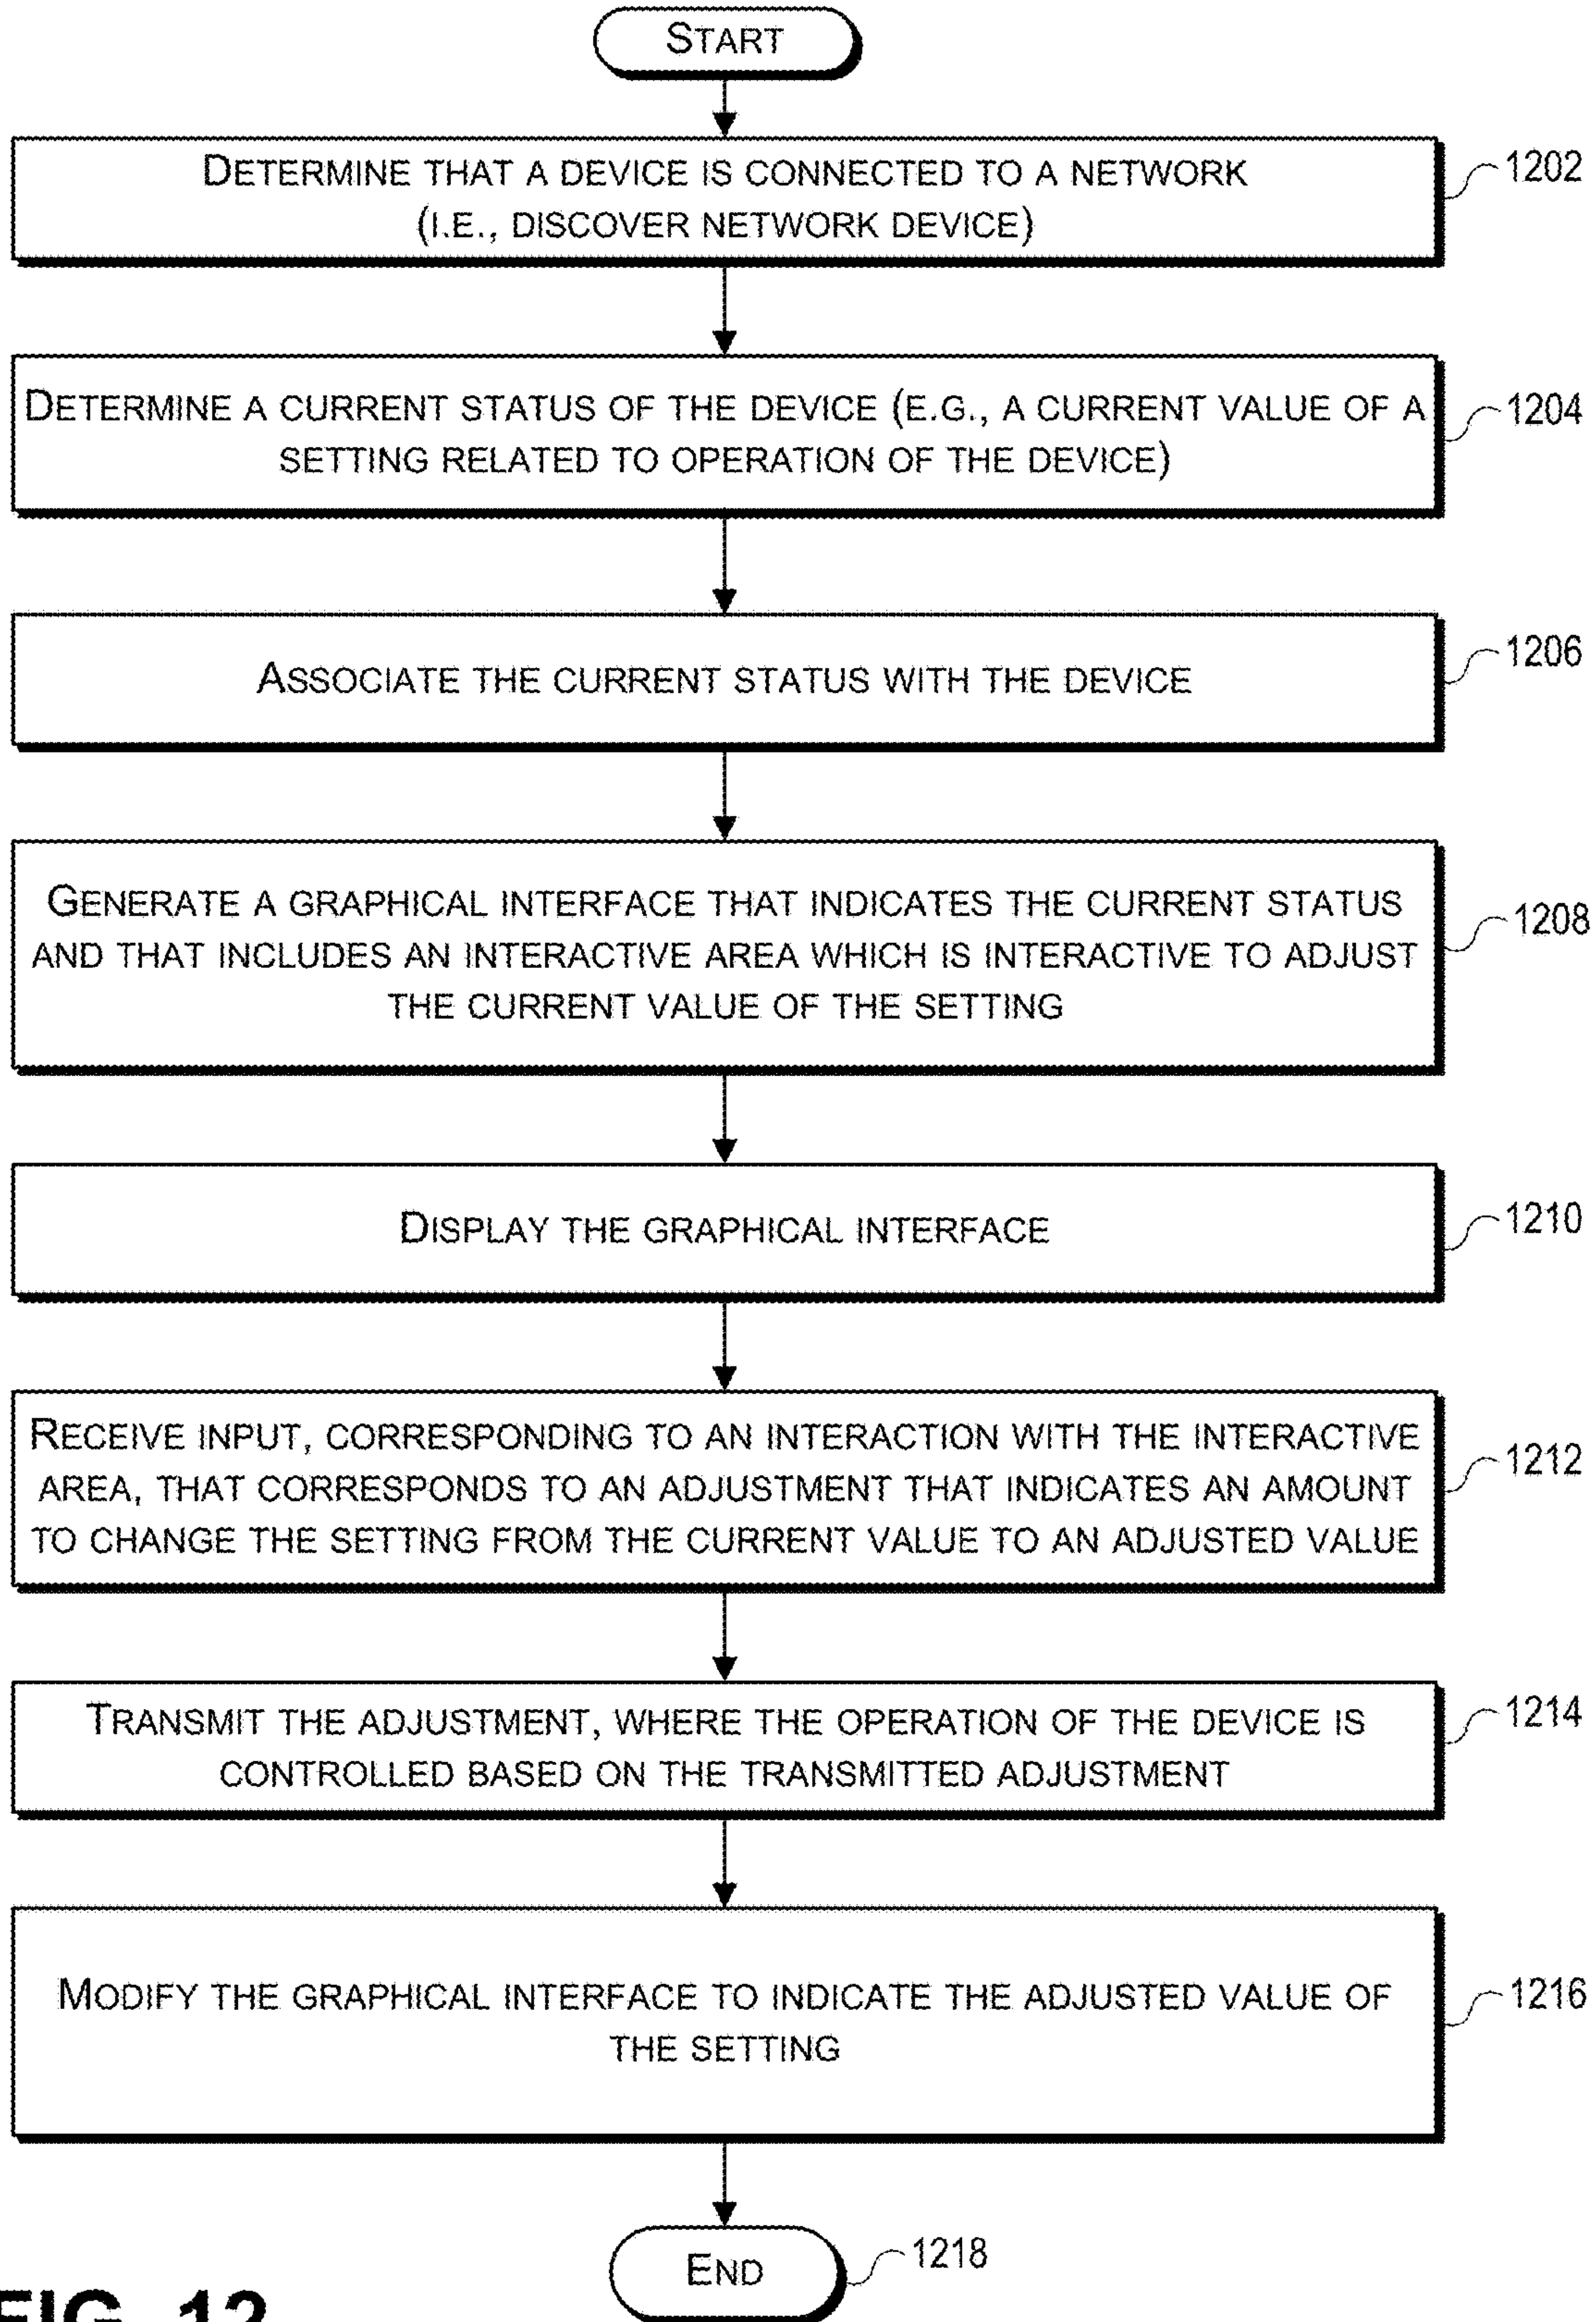 START
DETERMINE THAT A DEVICE IS CONNECTED TO A NETWORK
(I.E., DISCOVER NETWORK DEVICE)
1202
DETERMINE A CURRENT STATUS OF THE DEVICE (E.G., A CURRENT VALUE OF A
SETTING RELATED TO OPERATION OF THE DEVICE)
1204
ASSOCIATE THE CURRENT STATUS WITH THE DEVICE
1206
GENERATE A GRAPHICAL INTERFACE THAT INDICATES THE CURRENT STATUS
AND THAT INCLUDES AN INTERACTIVE AREA WHICH IS INTERACTIVE TO ADJUST
THE CURRENT VALUE OF THE SETTING
1208
DISPLAY THE GRAPHICAL INTERFACE
1210
RECEIVE INPUT, CORRESPONDING TO AN INTERACTION WITH THE INTERACTIVE
AREA, THAT CORRESPONDS TO AN ADJUSTMENT THAT INDICATES AN AMOUNT
TO CHANGE THE SETTING FROM THE CURRENT VALUE TO AN ADJUSTED VALUE
1212
TRANSMIT THE ADJUSTMENT, WHERE THE OPERATION OF THE DEVICE IS
CONTROLLED BASED ON THE TRANSMITTED ADJUSTMENT
1214
MODIFY THE GRAPHICAL INTERFACE TO INDICATE THE ADJUSTED VALUE OF
THE SETTING
1216
END
1218
FIG. 12